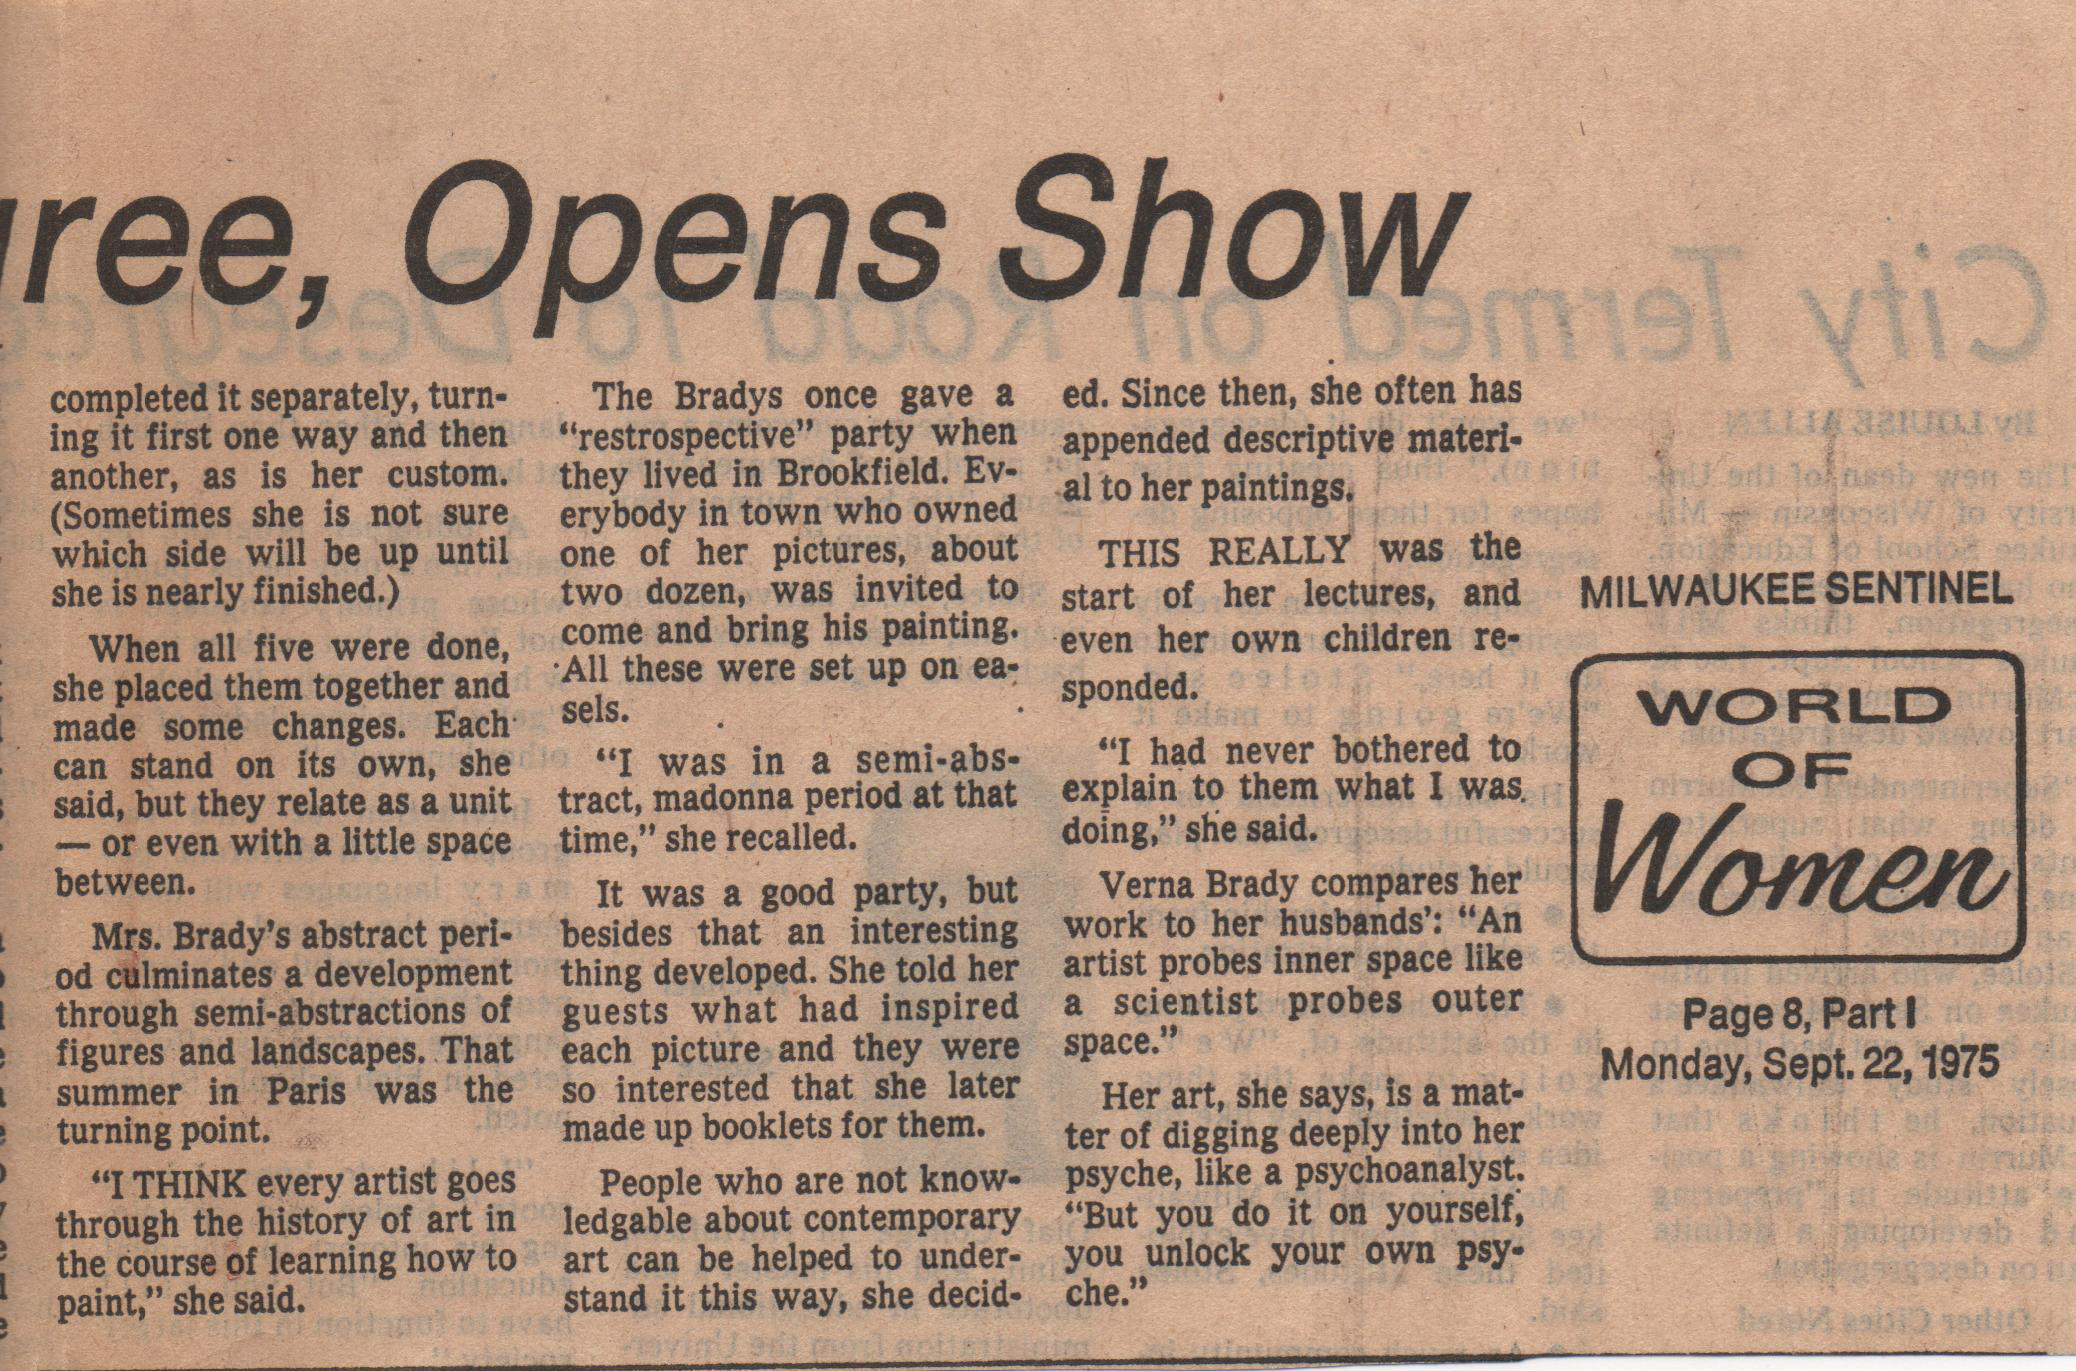 gree, Opens Show
completed it separately, turn-
ing it first one way and then
another, as is her custom.
(Sometimes she is not sure
which side will be up until
she is nearly finished.)
When all five were done,
she placed them together and
made some changes. Each
can stand on its own, she
said, but they relate as a unit
— or even with a little space
between.
Mrs. Brady's abstract peri-
od culminates a development
through semi-abstractions of
figures and landscapes. That
summer in Paris was the
turning point.
"I THINK every artist goes
through the history of art in
the course of learning how to
paint," she said.
The Bradys once gave a
"restrospective" party when
they lived in Brookfield. Ev-
erybody in town who owned
one of her pictures, about
two dozen, was invited to
come and bring his painting.
All these were set up on ea-
sels.
"I was in a semi-abs-
tract, madonna period at that
time," she recalled.
It was a good party, but
besides that an interesting
thing developed. She told her
guests what had inspired
each picture and they were
so interested that she later
made up booklets for them.
People who are not know-
ledgable about contemporary
art can be helped to under-
stand it this way, she decid-
ed. Since then, she often has
appended descriptive materi-
al to her paintings.
THIS REALLY was the
start of her lectures, and
even her own children re-
sponded.
"I had never bothered to
explain to them what I was
doing," she said.
Verna Brady compares her
work to her husbands': "An
artist probes inner space like
a scientist probes outer
space."
Her art, she says, is a mat-
ter of digging deeply into her
psyche, like a psychoanalyst.
"But you do it on yourself,
you unlock your own psy-
che."
MILWAUKEE SENTINEL
WORLD
OF
Women
Page 8, Part I
Monday, Sept. 22, 1975